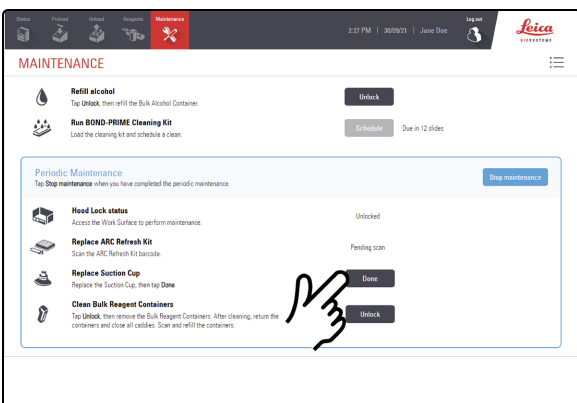 Status Preload Unload Reagents Maintenance 2:27 PM | 30/09/21 | Jane Doe Log out
Leica
BIOSYSTEMS
MAINTENANCE
Refill alcohol
Tap Unlock, then refill the Bulk Alcohol Container.
Unlock
Run BOND-PRIME Cleaning Kit
Load the cleaning kit and schedule a clean.
Schedule Due in 12 slides
Periodic Maintenance
Tap Stop maintenance when you have completed the periodic maintenance.
Stop maintenance
Hood Lock status
Access the Work Surface to perform maintenance.
Unlocked
Replace ARC Refresh Kit
Scan the ARC Refresh Kit barcode.
Pending scan
Replace Suction Cup
Replace the Suction Cup, then tap Done
Done
Clean Bulk Reagent Containers
Tap Unlock, then remove the Bulk Reagent Containers. After cleaning, return the
containers and close all caddies. Scan and refill the containers.
Unlock